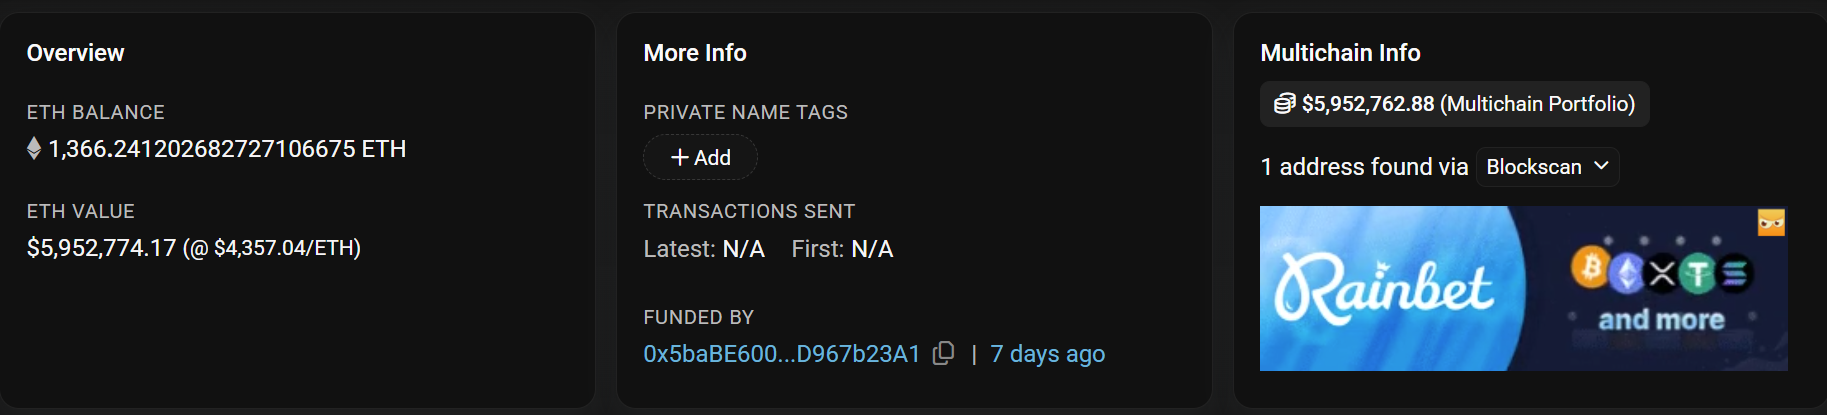 Overview
ETH BALANCE
1,366.241202682727106675 ETH
ETH VALUE
$5,952,774.17 (@ $4,357.04/ETH)
More Info
PRIVATE NAME TAGS
+ Add
TRANSACTIONS SENT
Latest: N/A First: N/A
FUNDED BY
0x5baBE600...D967b23A1 | 7 days ago
Multichain Info
$5,952,762.88 (Multichain Portfolio)
1 address found via Blockscan
Rainbet
and more